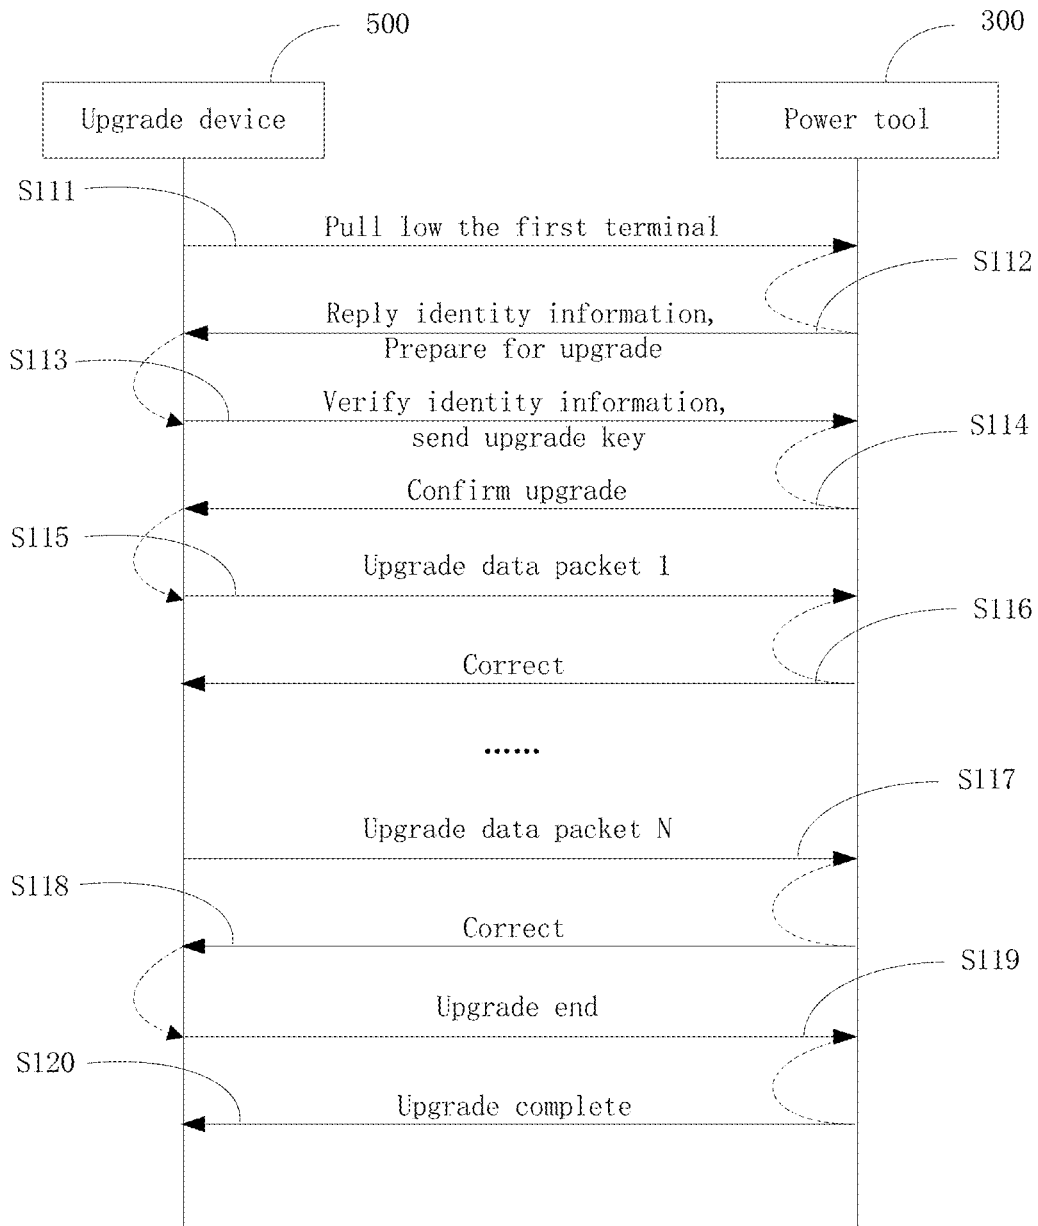 500
300
Upgrade device
Power tool
S111
Pull low the first terminal
S112
Reply identity information,
Prepare for upgrade
S113
Verify identity information,
send upgrade key
S114
Confirm upgrade
S115
Upgrade data packet 1
S116
Correct
......
S117
Upgrade data packet N
S118
Correct
S119
Upgrade end
S120
Upgrade complete